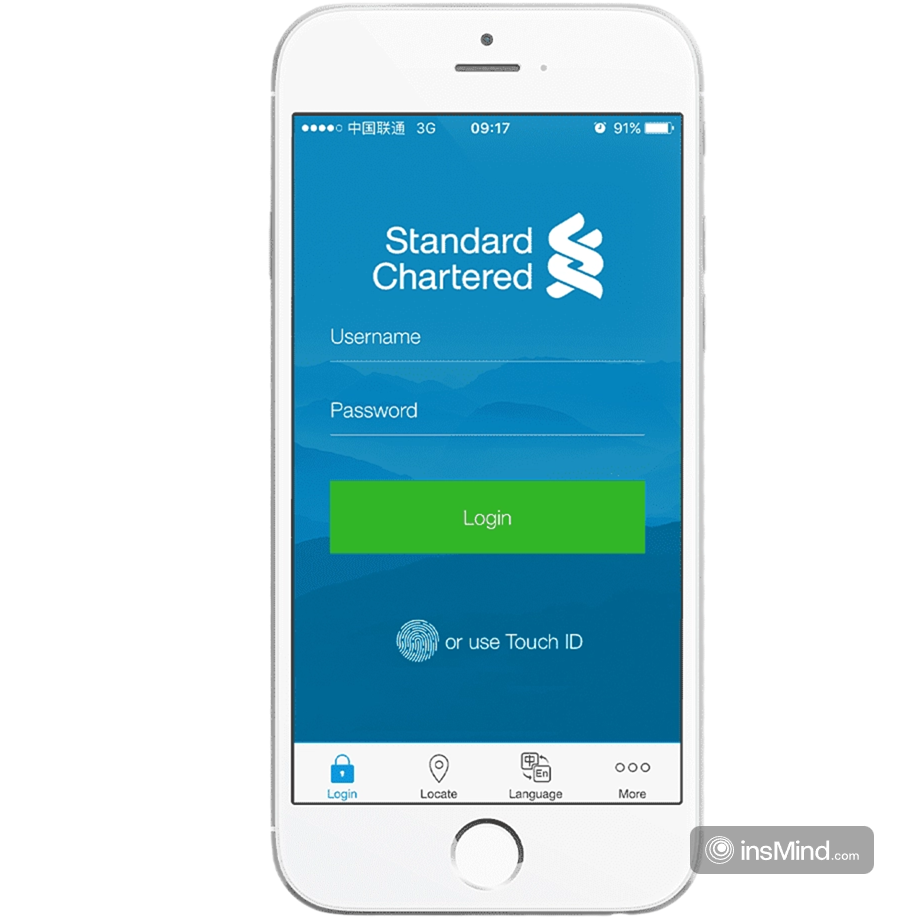 中国联通 3G 09:17 91%
Standard
Chartered
Username
Password
Login
or use Touch ID
中 En
Login Locate Language More
insMind.com